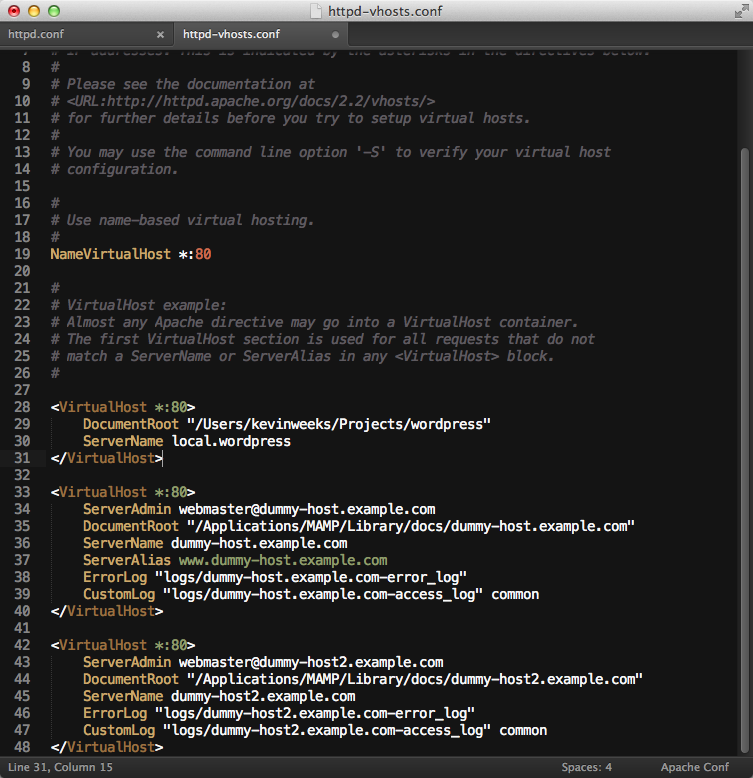 httpd-vhosts.conf
httpd.conf ×
httpd-vhosts.conf
7 # IP addresses. This is indicated by the asterisks in the directives below.
8 #
9 # Please see the documentation at
10 # <URL:http://httpd.apache.org/docs/2.2/vhosts/>
11 # for further details before you try to setup virtual hosts.
12 #
13 # You may use the command line option '-S' to verify your virtual host
14 # configuration.
15
16 #
17 # Use name-based virtual hosting.
18 #
19 NameVirtualHost *:80
20
21 #
22 # VirtualHost example:
23 # Almost any Apache directive may go into a VirtualHost container.
24 # The first VirtualHost section is used for all requests that do not
25 # match a ServerName or ServerAlias in any <VirtualHost> block.
26 #
27
28 <VirtualHost *:80>
29 DocumentRoot "/Users/kevinweeks/Projects/wordpress"
30 ServerName local.wordpress
31 </VirtualHost>
32
33 <VirtualHost *:80>
34 ServerAdmin webmaster@dummy-host.example.com
35 DocumentRoot "/Applications/MAMP/Library/docs/dummy-host.example.com"
36 ServerName dummy-host.example.com
37 ServerAlias www.dummy-host.example.com
38 ErrorLog "logs/dummy-host.example.com-error_log"
39 CustomLog "logs/dummy-host.example.com-access_log" common
40 </VirtualHost>
41
42 <VirtualHost *:80>
43 ServerAdmin webmaster@dummy-host2.example.com
44 DocumentRoot "/Applications/MAMP/Library/docs/dummy-host2.example.com"
45 ServerName dummy-host2.example.com
46 ErrorLog "logs/dummy-host2.example.com-error_log"
47 CustomLog "logs/dummy-host2.example.com-access_log" common
48 </VirtualHost>
Line 31, Column 15 Spaces: 4 Apache Conf